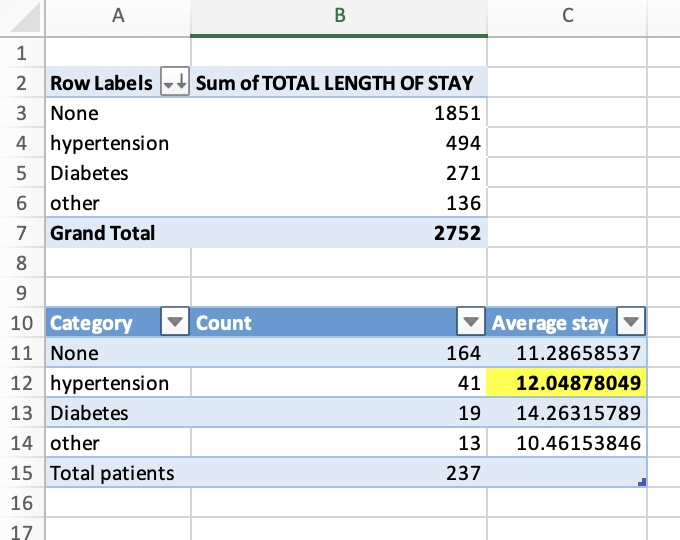 A B C
1
2 Row Labels Sum of TOTAL LENGTH OF STAY
3 None 1851
4 hypertension 494
5 Diabetes 271
6 other 136
7 Grand Total 2752
8
9
10 Category Count Average stay
11 None 164 11.28658537
12 hypertension 41 12.04878049
13 Diabetes 19 14.26315789
14 other 13 10.46153846
15 Total patients 237
16
17